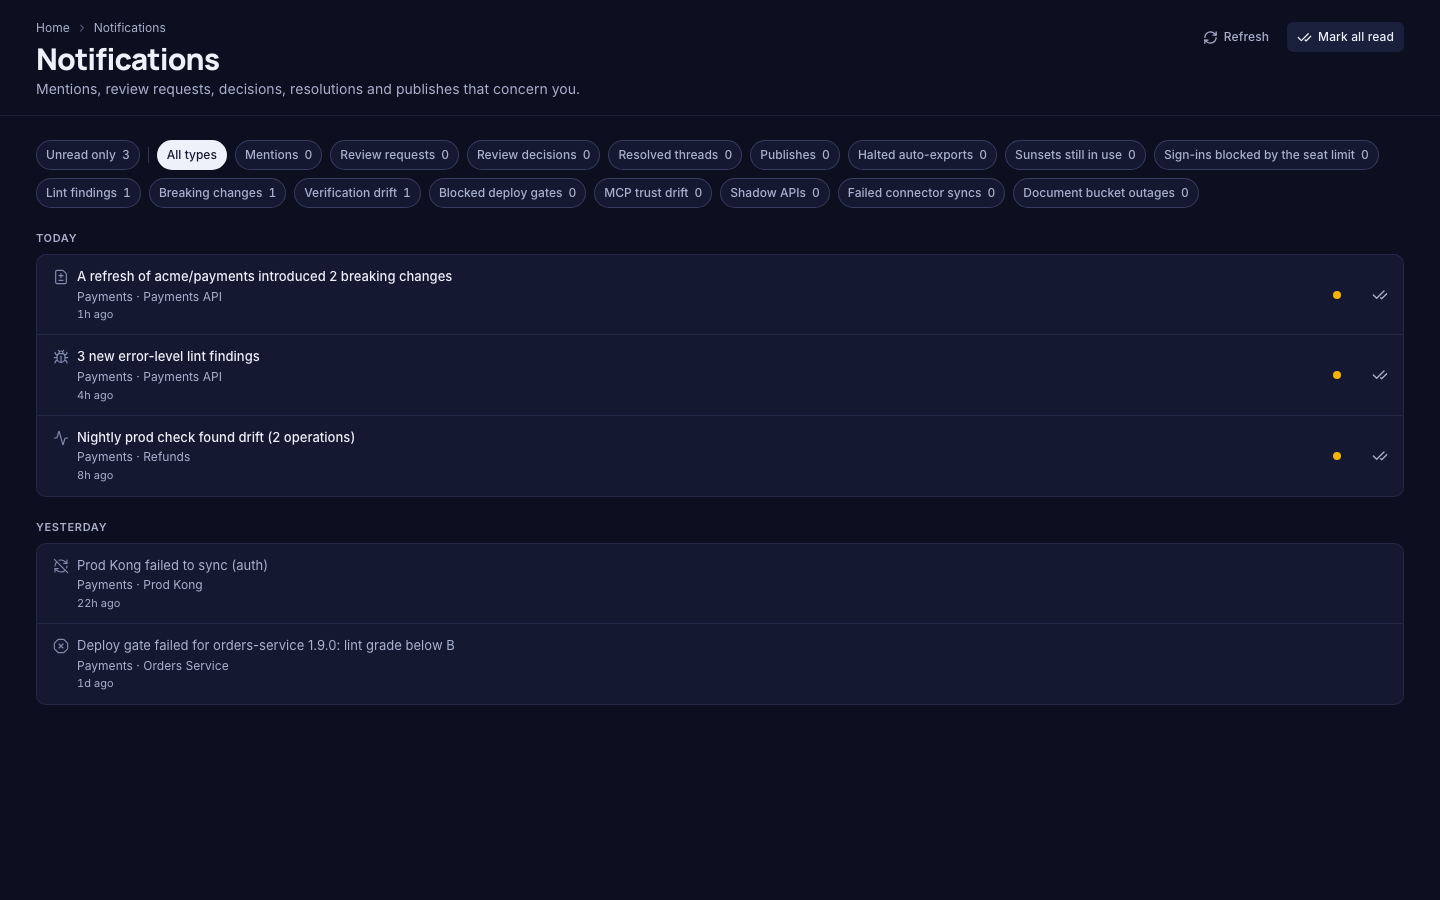 Home > Notifications
Refresh
Mark all read
Notifications
Mentions, review requests, decisions, resolutions and publishes that concern you.
Unread only 3
All types
Mentions 0
Review requests 0
Review decisions 0
Resolved threads 0
Publishes 0
Halted auto-exports 0
Sunsets still in use 0
Sign-ins blocked by the seat limit 0
Lint findings 1
Breaking changes 1
Verification drift 1
Blocked deploy gates 0
MCP trust drift 0
Shadow APIs 0
Failed connector syncs 0
Document bucket outages 0
TODAY
A refresh of acme/payments introduced 2 breaking changes
Payments · Payments API
1h ago
3 new error-level lint findings
Payments · Payments API
4h ago
Nightly prod check found drift (2 operations)
Payments · Refunds
8h ago
YESTERDAY
Prod Kong failed to sync (auth)
Payments · Prod Kong
22h ago
Deploy gate failed for orders-service 1.9.0: lint grade below B
Payments · Orders Service
1d ago